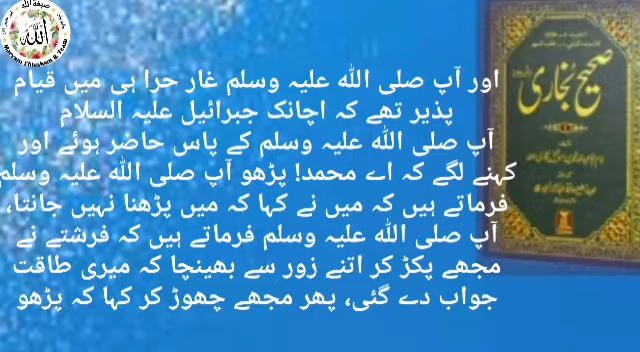 اور آپ صلی اللہ علیہ وسلم غار حرا ہی میں قیام
پذیر تھے کہ اچانک جبرائیل علیہ السلام
آپ صلی اللہ علیہ وسلم کے پاس حاضر ہوئے اور
کہنے لگے کہ اے محمد! پڑھو آپ صلی اللہ علیہ وسلم
فرماتے ہیں کہ میں نے کہا کہ میں پڑھنا نہیں جانتا،
آپ صلی اللہ علیہ وسلم فرماتے ہیں کہ فرشتے نے
مجھے پکڑ کر اتنے زور سے بھینچا کہ میری طاقت
جواب دے گئی، پھر مجھے چھوڑ کر کہا کہ پڑھو
صحیح بخاری
صبغة اللہ
اللہ